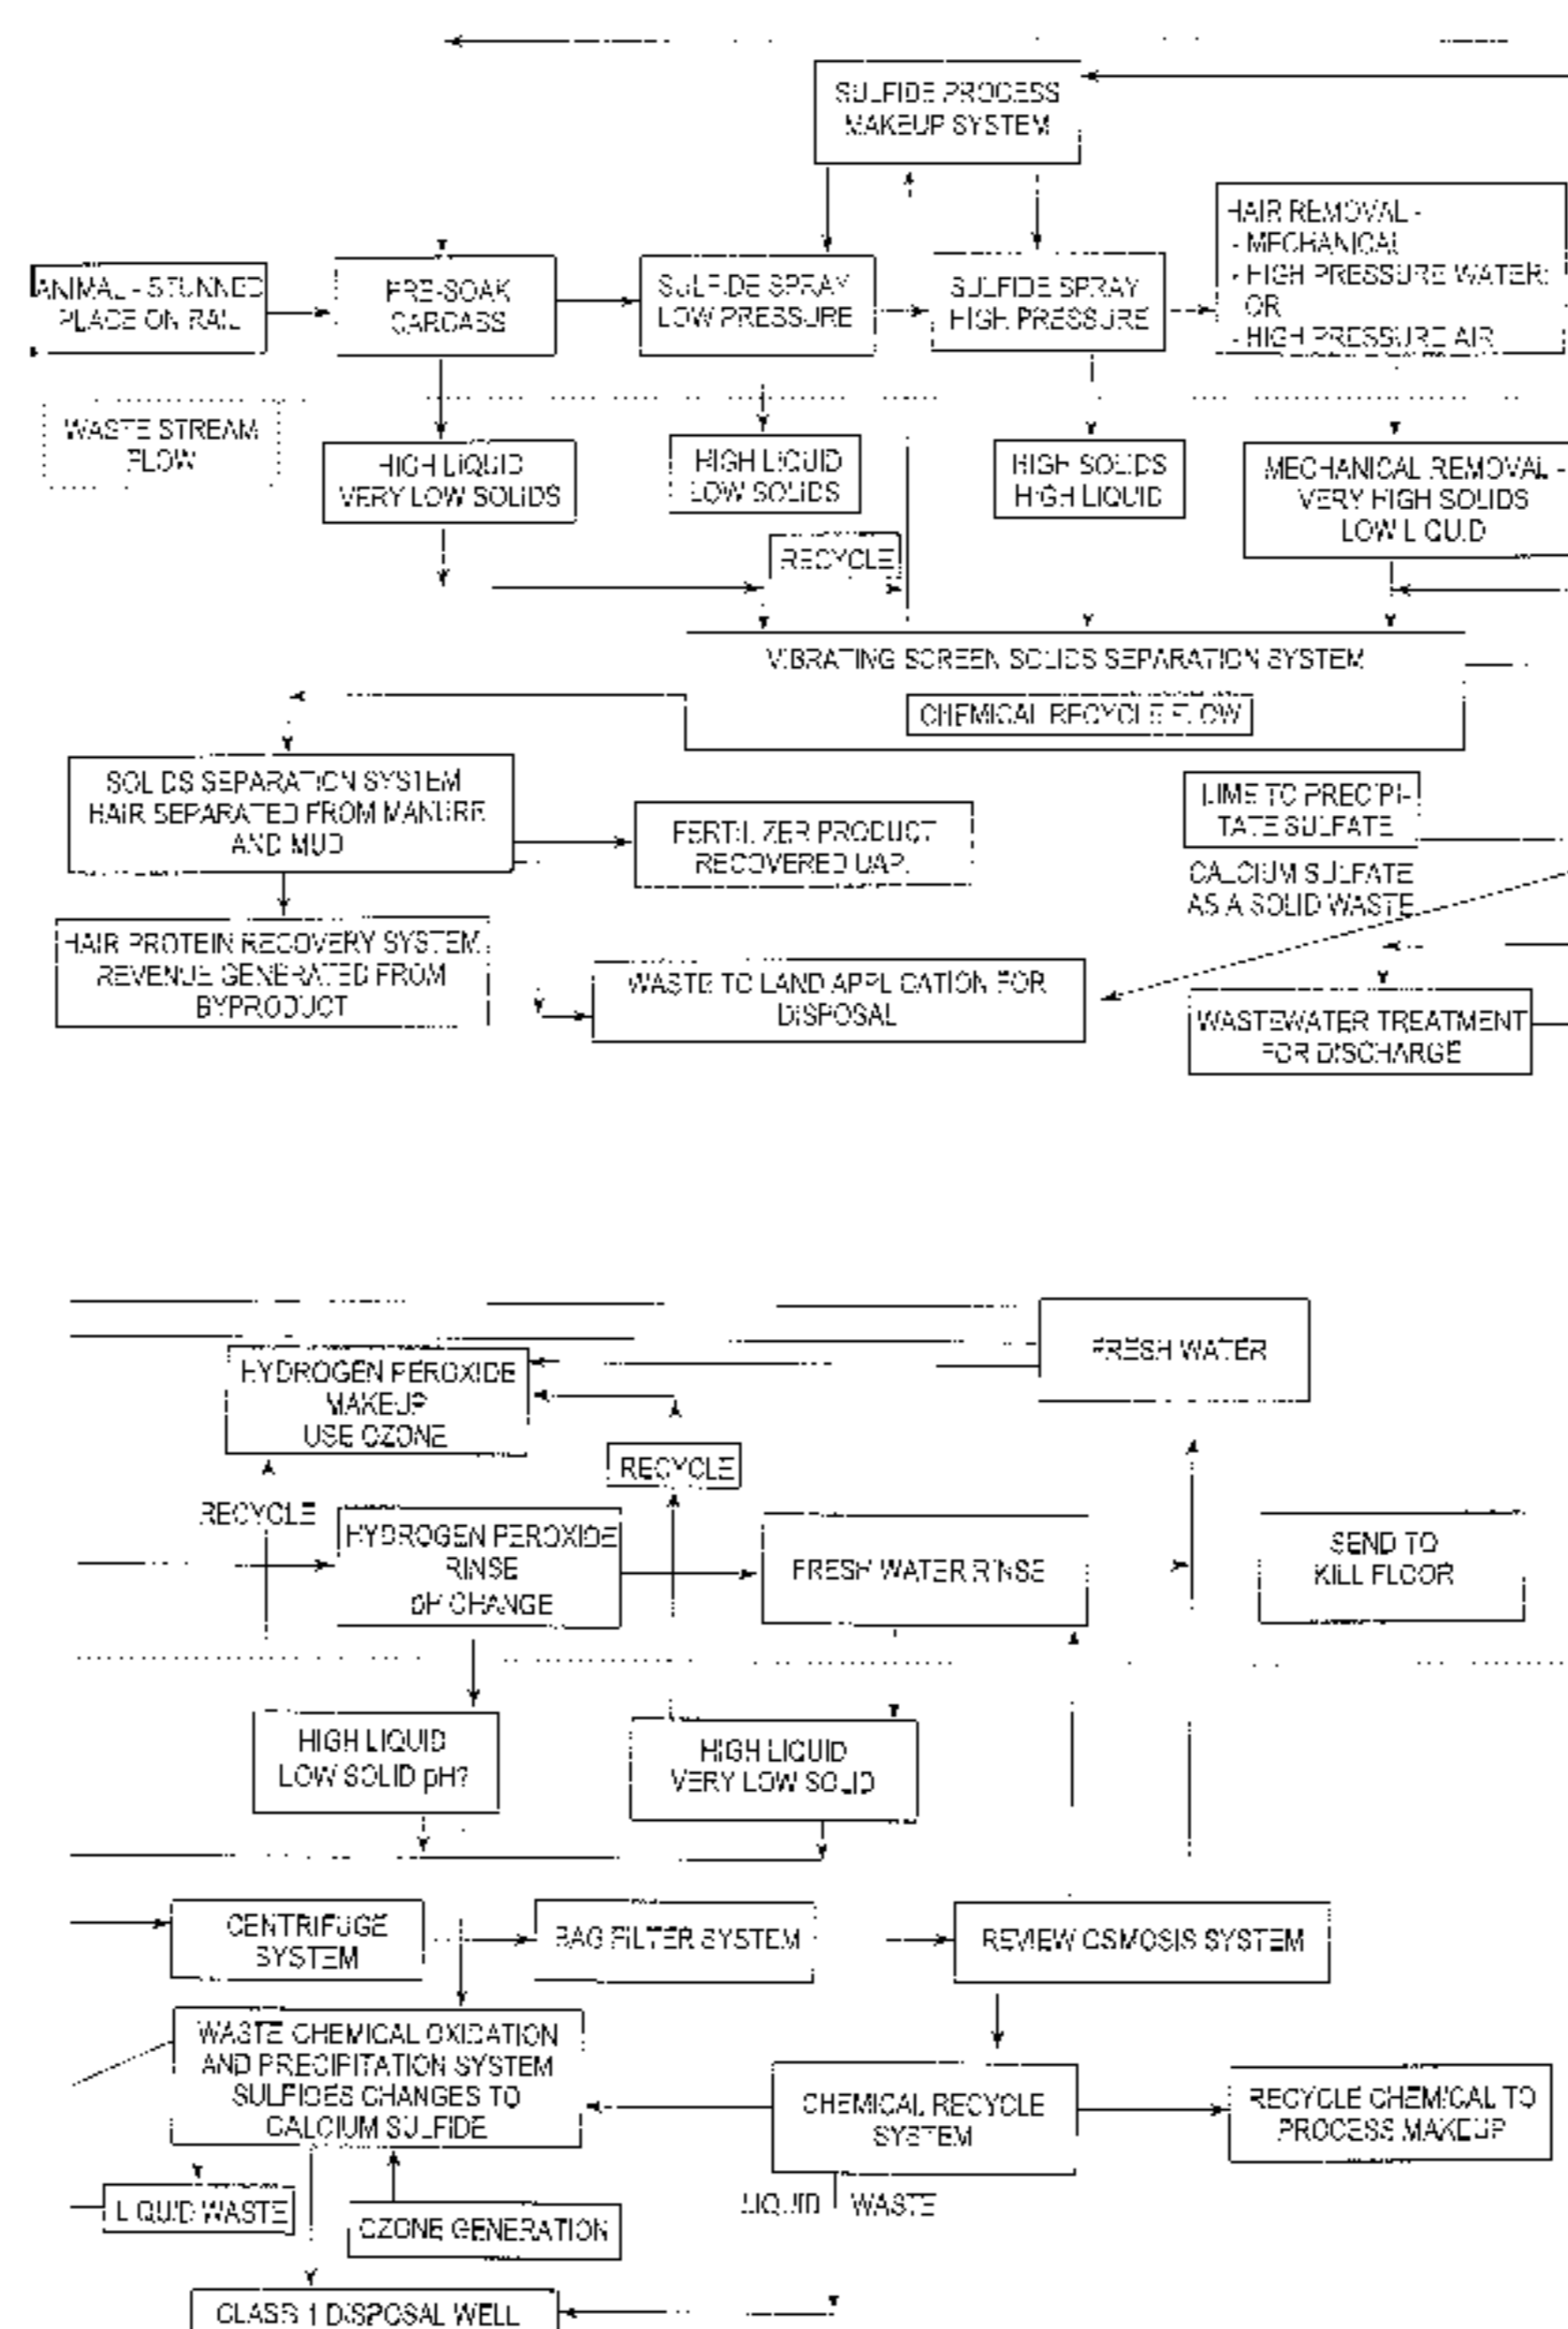 SULFIDE PROCESS
MAKEUP SYSTEM
HAIR REMOVAL -
- MECHANICAL
- HIGH PRESSURE WATER:
OR
- HIGH PRESSURE AIR
ANIMAL - STUNNED
PLACE ON RAIL
PRE-SOAK
CARCASS
SULFIDE SPRAY
LOW PRESSURE
SULFIDE SPRAY
HIGH PRESSURE
WASTE STREAM
FLOW
HIGH LIQUID
VERY LOW SOLIDS
HIGH LIQUID
LOW SOLIDS
HIGH SOLIDS
HIGH LIQUID
MECHANICAL REMOVAL -
VERY HIGH SOLIDS
LOW LIQUID
RECYCLE
VIBRATING SCREEN SOLIDS SEPARATION SYSTEM
CHEMICAL RECYCLE FLOW
SOLIDS SEPARATION SYSTEM
HAIR SEPARATED FROM MANURE
AND MUD
FERTILIZER PRODUCT
RECOVERED DAP.
LIME TO PRECIPI-
TATE SULFATE
CALCIUM SULFATE
AS A SOLID WASTE
HAIR PROTEIN RECOVERY SYSTEM
REVENUE GENERATED FROM
BYPRODUCT
WASTE TO LAND APPLICATION FOR
DISPOSAL
WASTEWATER TREATMENT
FOR DISCHARGE
FRESH WATER
HYDROGEN PEROXIDE
MAKEUP
USE OZONE
RECYCLE
RECYCLE
HYDROGEN PEROXIDE
RINSE
pH CHANGE
FRESH WATER RINSE
SEND TO
KILL FLOOR
HIGH LIQUID
LOW SOLID pH?
HIGH LIQUID
VERY LOW SOLID
CENTRIFUGE
SYSTEM
BAG FILTER SYSTEM
REVIEW OSMOSIS SYSTEM
WASTE CHEMICAL OXIDATION
AND PRECIPITATION SYSTEM
SULFIDES CHANGES TO
CALCIUM SULFIDE
CHEMICAL RECYCLE
SYSTEM
RECYCLE CHEMICAL TO
PROCESS MAKEUP
LIQUID WASTE
OZONE GENERATION
LIQUID WASTE
CLASS 1 DISPOSAL WELL